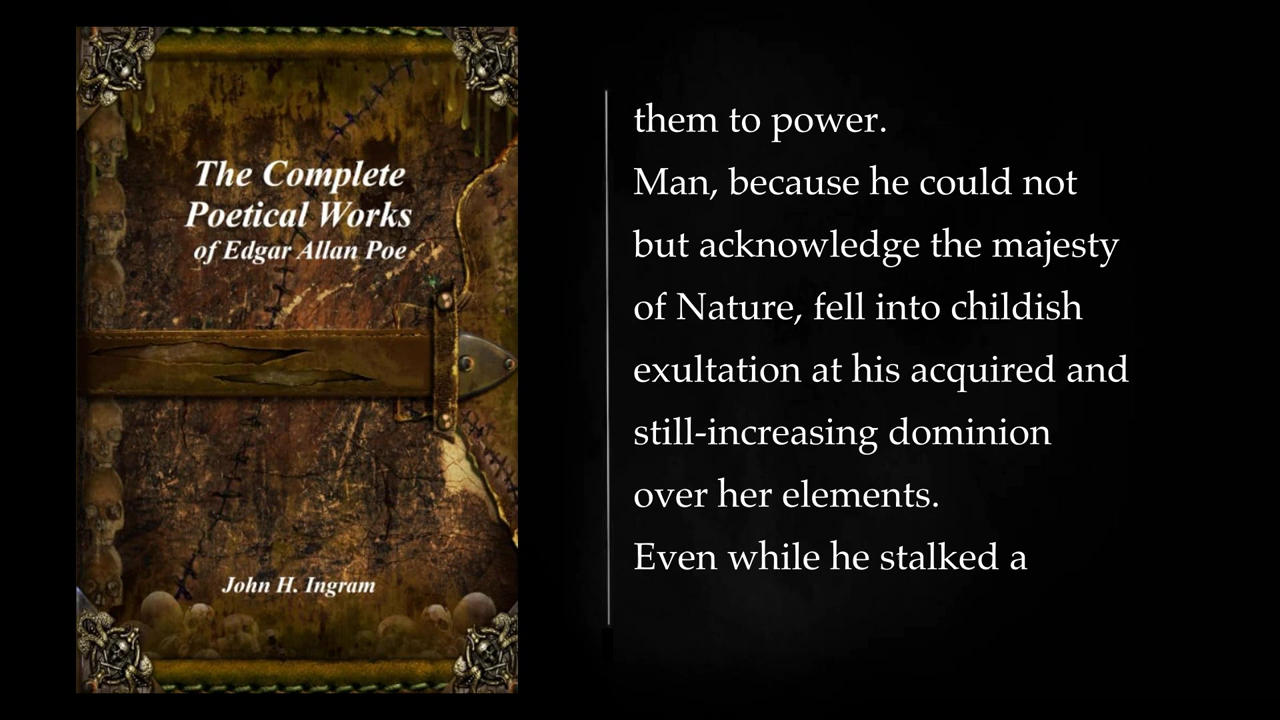 The Complete
Poetical Works
of Edgar Allan Poe
John H. Ingram
them to power.
Man, because he could not
but acknowledge the majesty
of Nature, fell into childish
exultation at his acquired and
still-increasing dominion
over her elements.
Even while he stalked a